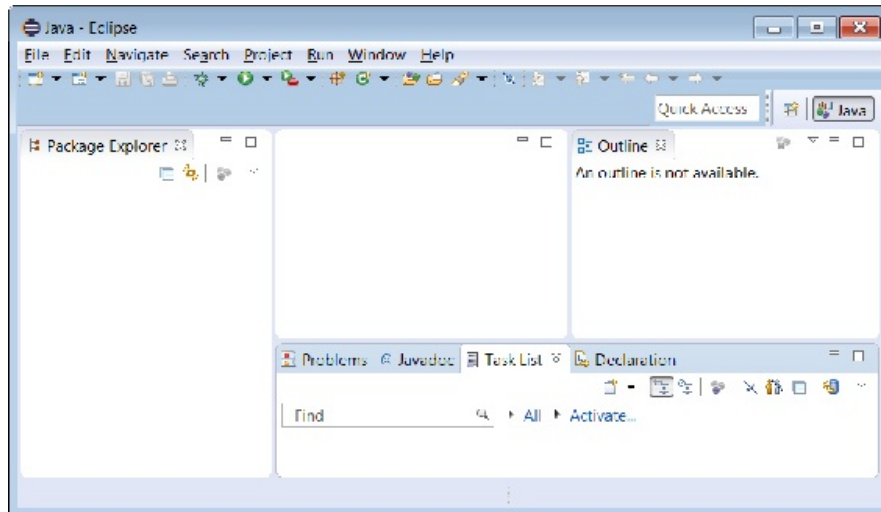 Java - Eclipse
File Edit Navigate Search Project Run Window Help
Quick Access Java
Package Explorer
Outline
An outline is not available.
Problems @ Javadoc Task List Declaration
Find All Activate...